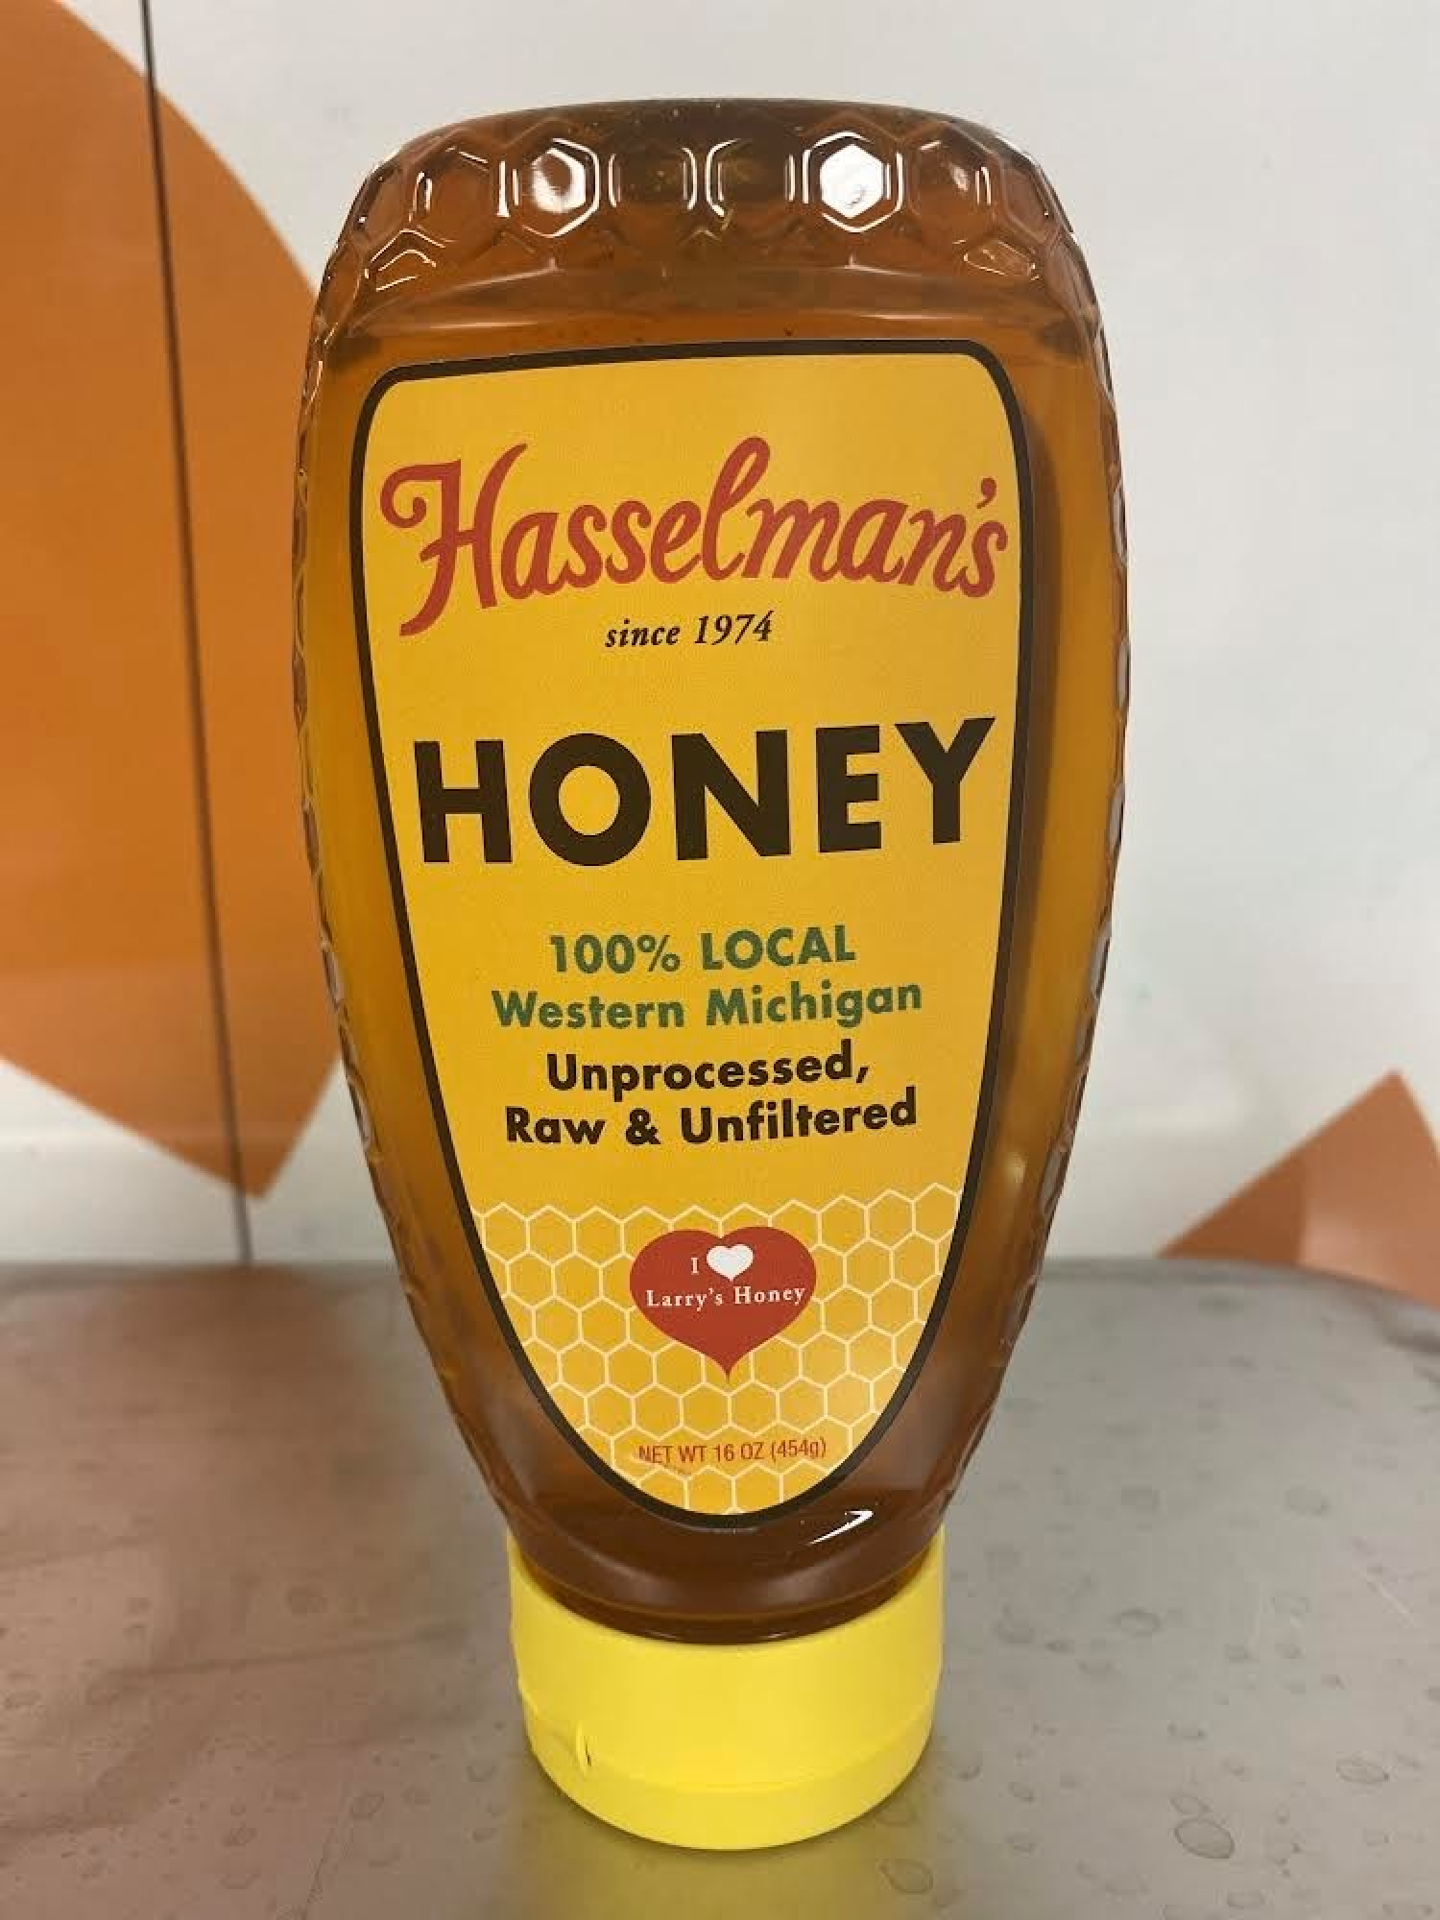 Hasselman's
since 1974
HONEY
100% LOCAL
Western Michigan
Unprocessed,
Raw & Unfiltered
I
Larry's Honey
NET WT 16 OZ (454g)